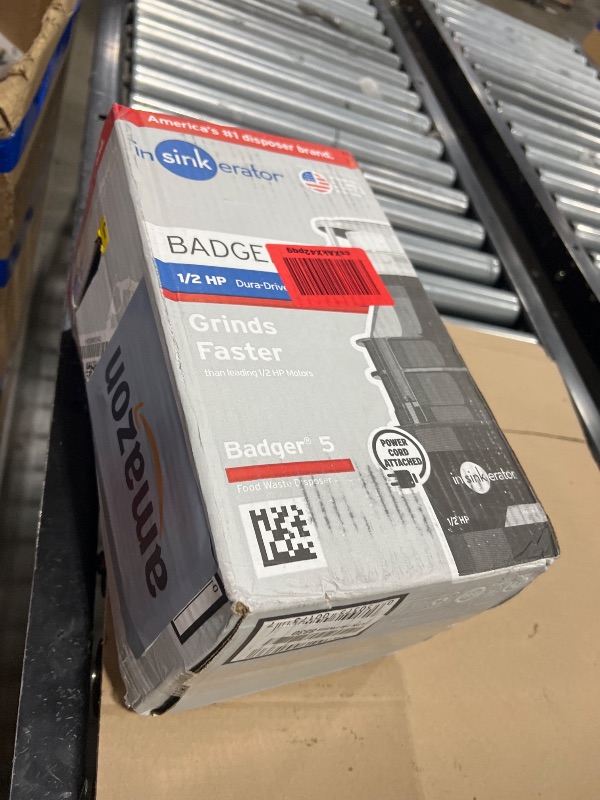 America's #1 disposer brand.
insinkerator
BADGE
1/2 HP Dura-Drive
Grinds
Faster
than leading 1/2 HP Motors
Badger® 5
Food Waste Disposer
POWER
CORD
ATTACHED
insinkerator
1/2 HP
amazon